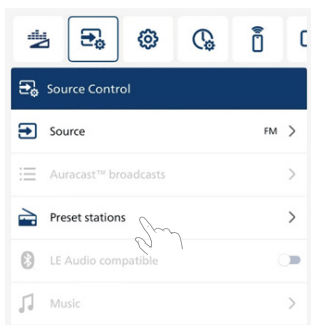 Source Control
Source FM
Auracast™ broadcasts
Preset stations
LE Audio compatible
Music